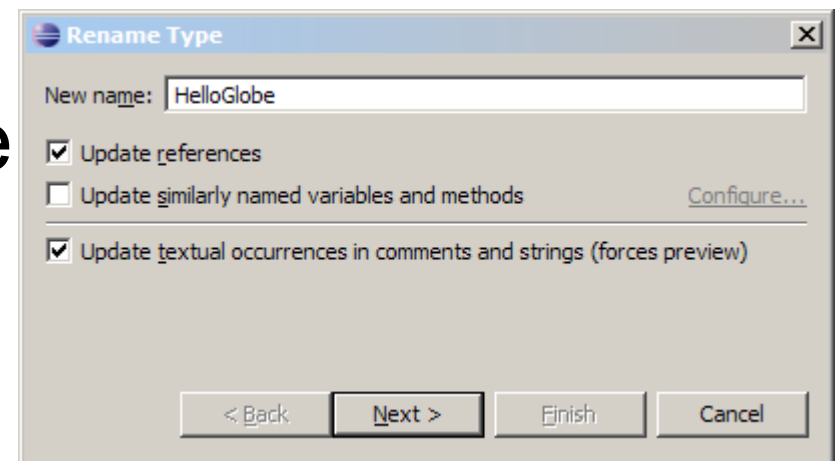 Rename Type
New name: HelloGlobe
e
Update references
Update similarly named variables and methods Configure...
Update textual occurrences in comments and strings (forces preview)
< Back Next > Finish Cancel